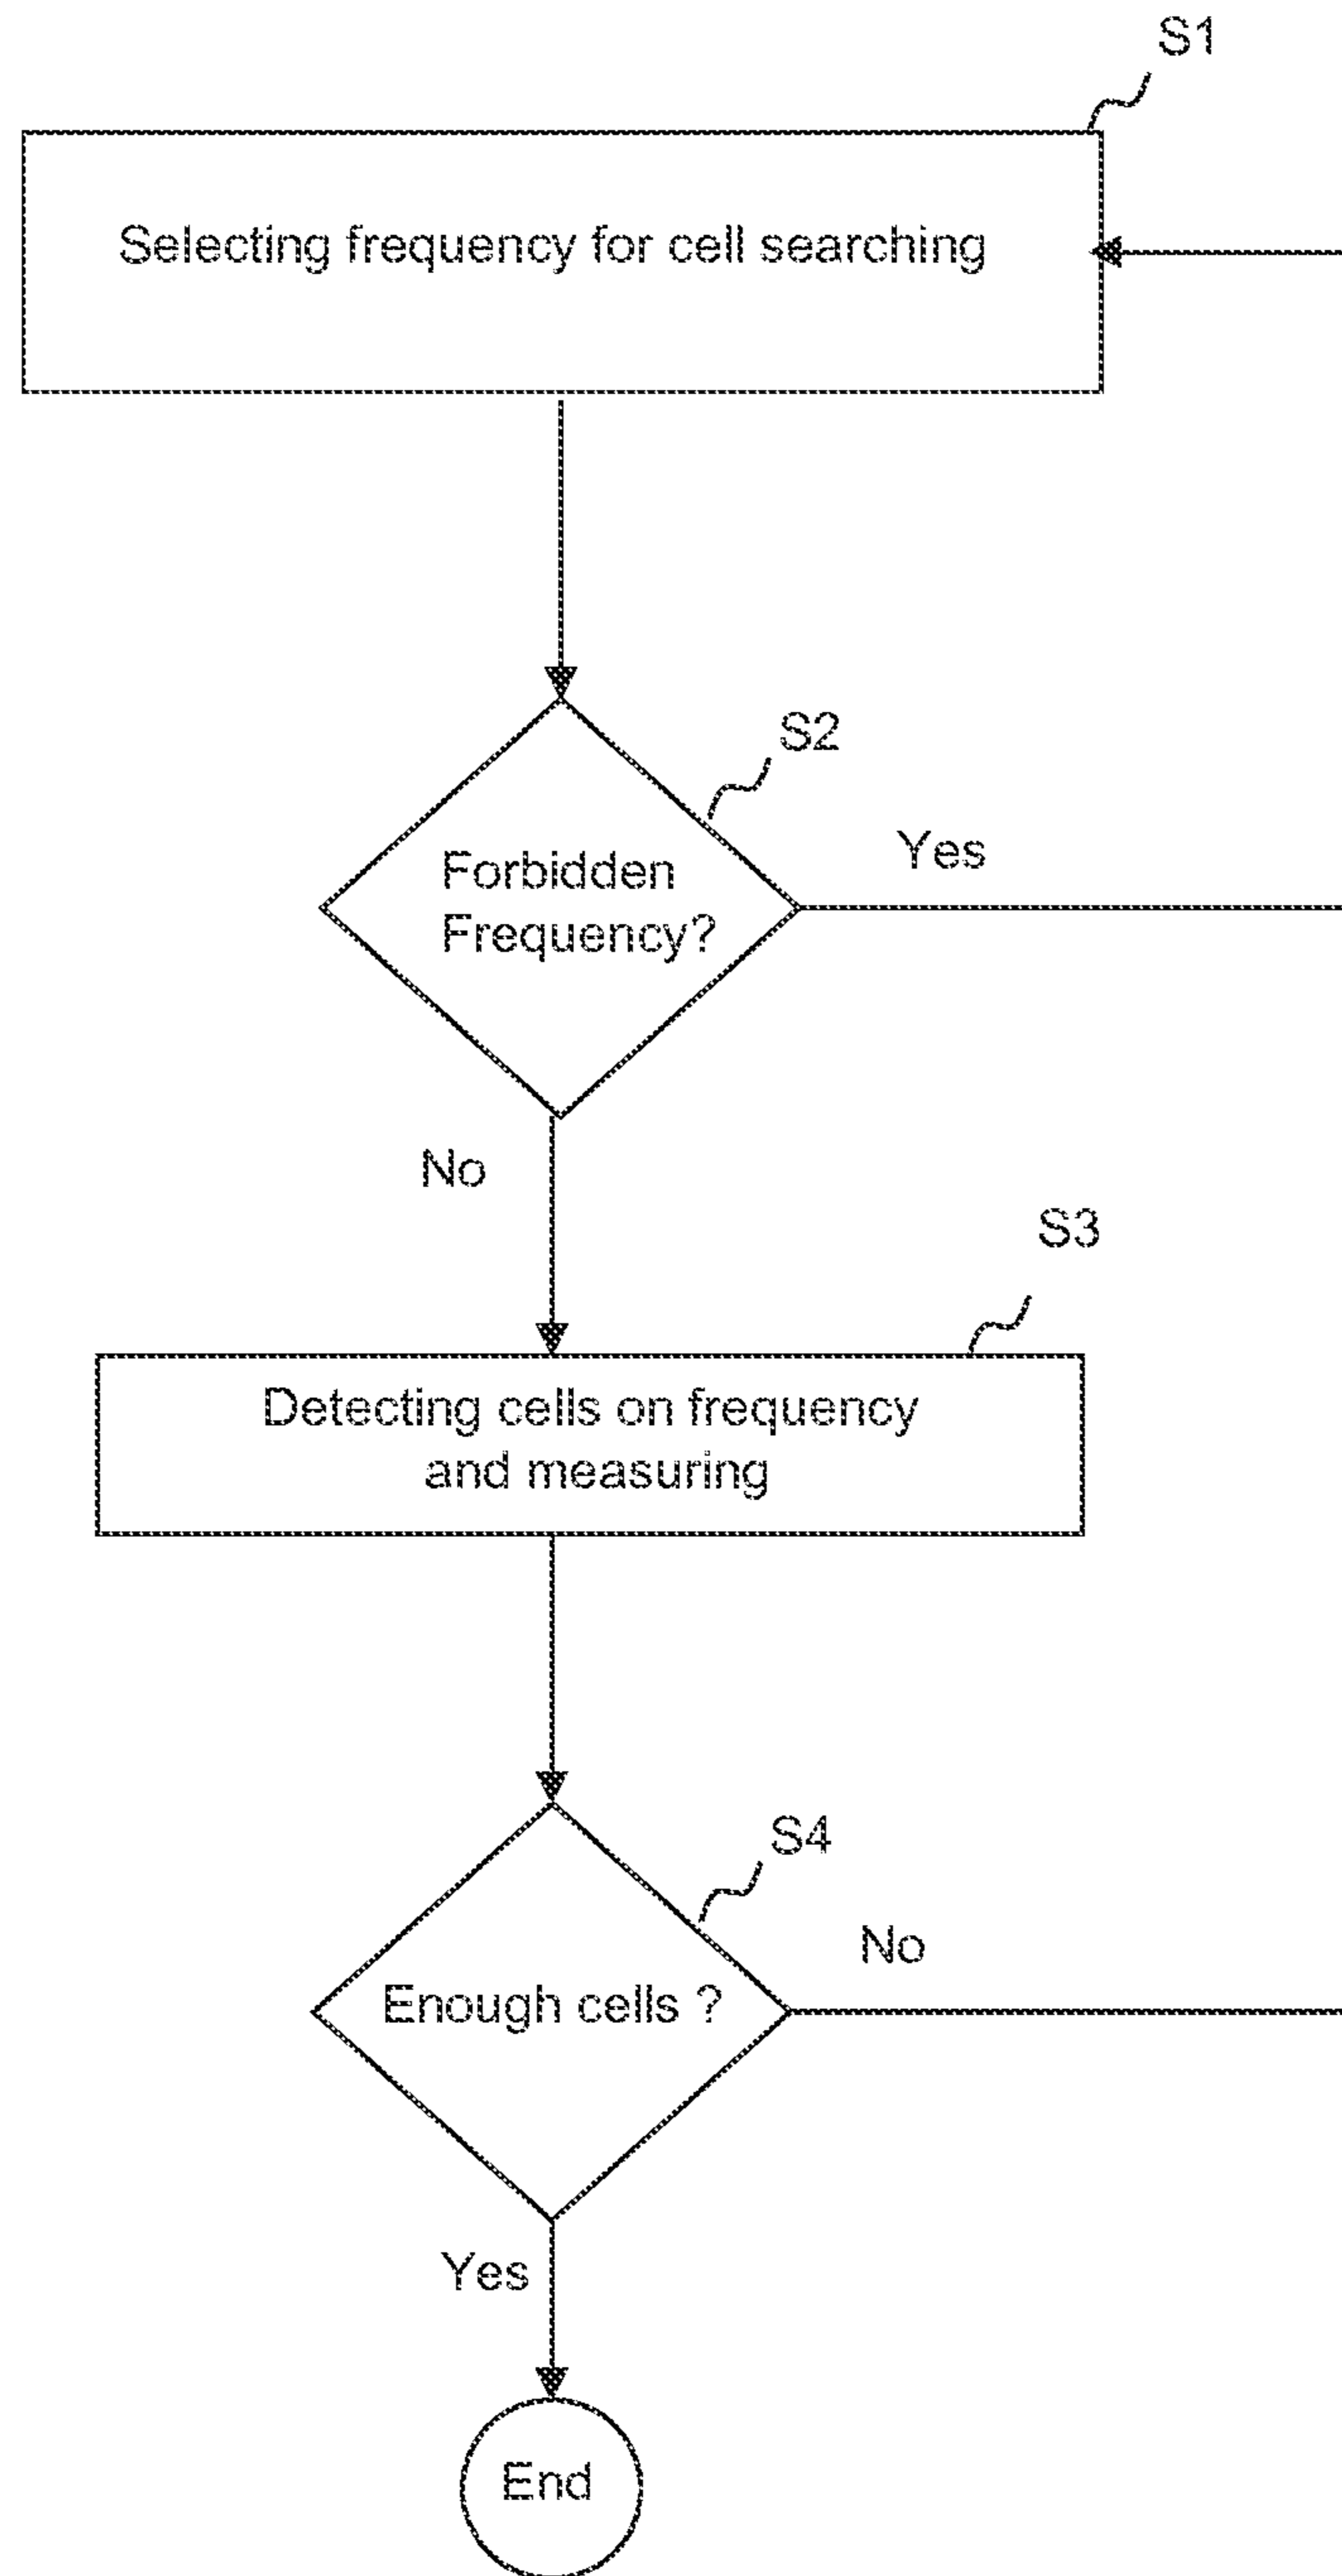 S1
Selecting frequency for cell searching
S2
Yes
Forbidden
Frequency?
No
S3
Detecting cells on frequency
and measuring
S4
No
Enough cells ?
Yes
End